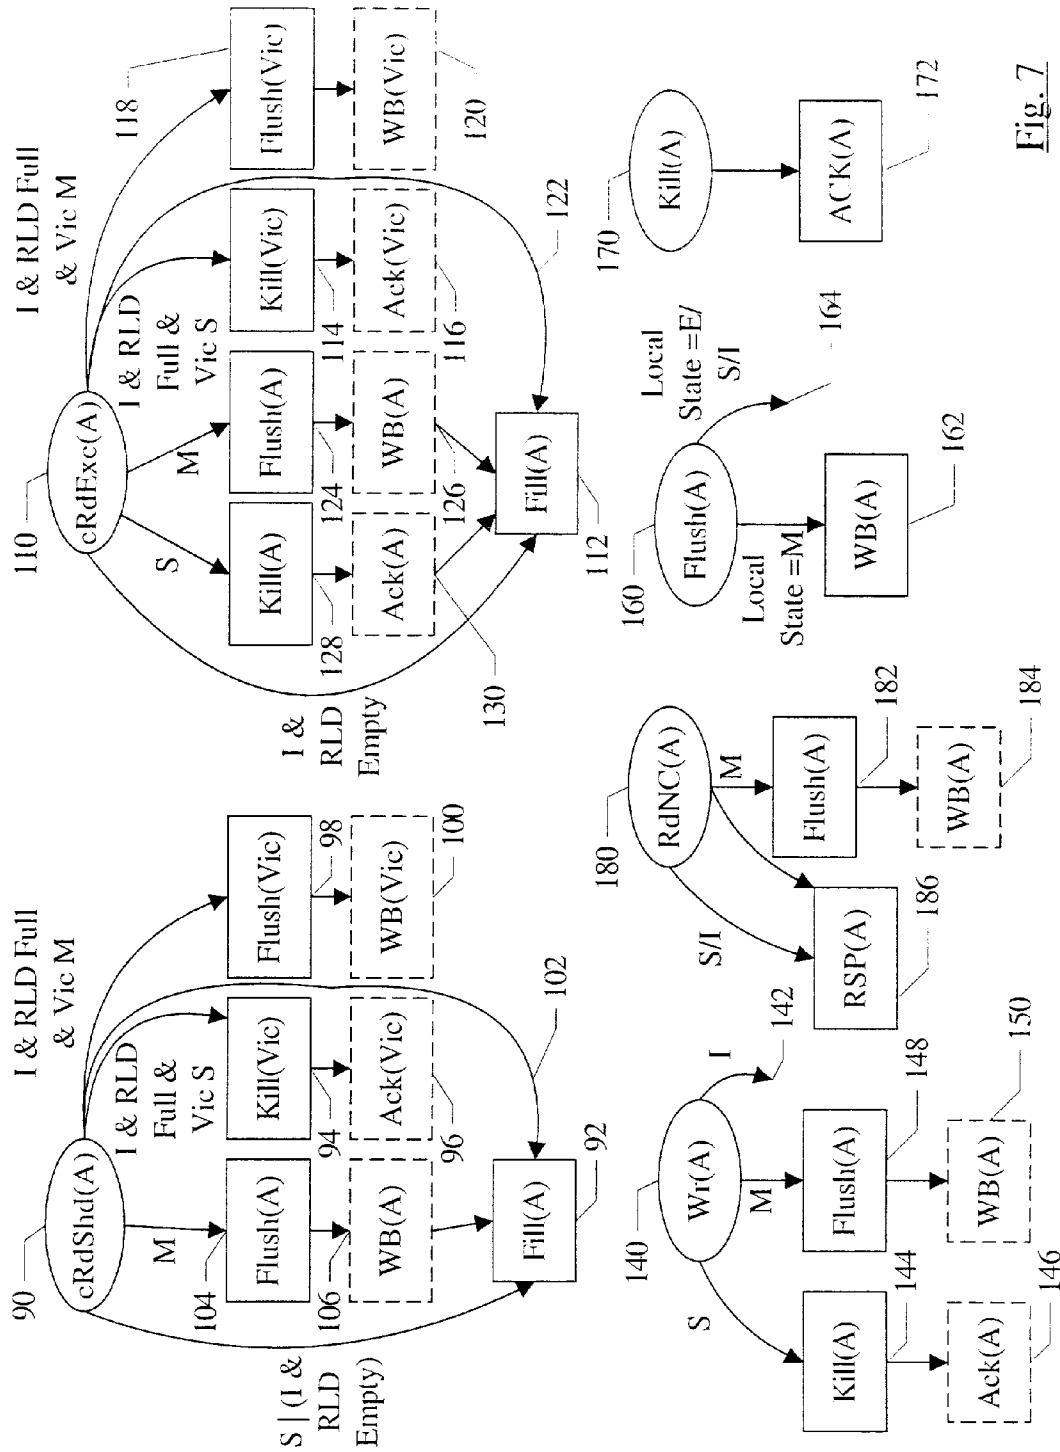 90
cRdShd(A)
I & RLD Full
& Vic M
I & RLD
Full &
Vic S
M
104
Flush(A)
Kill(Vic)
Flush(Vic)
106
94
98
WB(A)
Ack(Vic)
WB(Vic)
96
100
S | (I &
RLD
Empty)
Fill(A)
92
102
110
cRdExc(A)
I & RLD Full
& Vic M
I & RLD
Full &
Vic S
S
M
118
Kill(A)
Flush(A)
Kill(Vic)
Flush(Vic)
128
124
114
Ack(A)
WB(A)
Ack(Vic)
WB(Vic)
130
126
116
120
I &
RLD
Empty
Fill(A)
112
122
140
Wr(A)
S
M
I
142
Kill(A)
Flush(A)
144
148
Ack(A)
WB(A)
146
150
180
RdNC(A)
S/I
M
RSP(A)
Flush(A)
186
182
WB(A)
184
160
Flush(A)
Local
State =E/
S/I
164
Local
State =M
WB(A)
162
170
Kill(A)
ACK(A)
172
Fig. 7